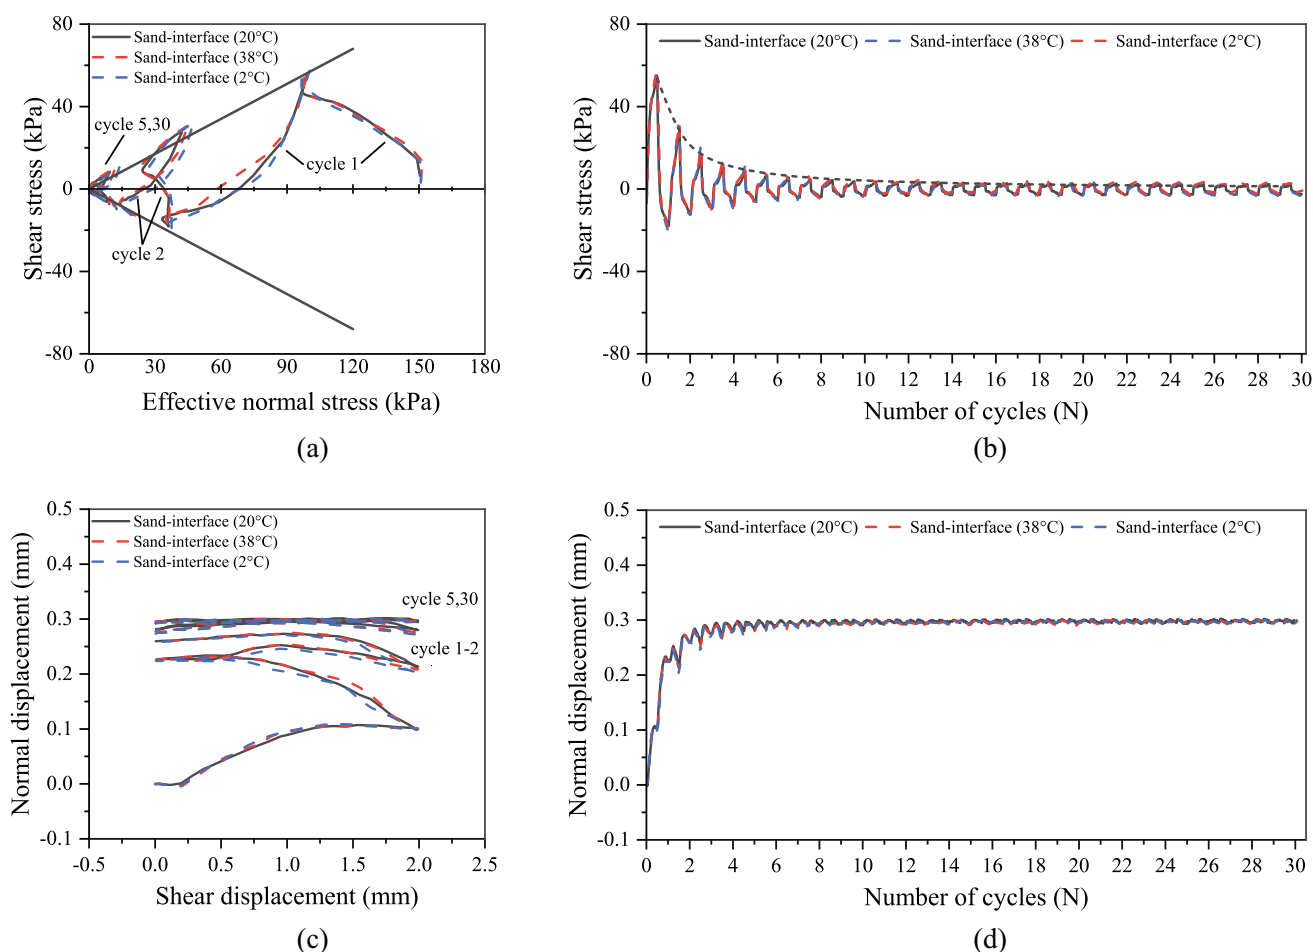 80
40
0
-40
-80
Shear stress (kPa)
Sand-interface (20°C)
Sand-interface (38°C)
Sand-interface (2°C)
cycle 5,30
cycle 1
cycle 2
0 30 60 90 120 150 180
Effective normal stress (kPa)
(a)
80
40
0
-40
-80
Shear stress (kPa)
Sand-interface (20°C) Sand-interface (38°C) Sand-interface (2°C)
0 2 4 6 8 10 12 14 16 18 20 22 24 26 28 30
Number of cycles (N)
(b)
0.5
0.4
0.3
0.2
0.1
0.0
-0.1
Normal displacement (mm)
Sand-interface (20°C)
Sand-interface (38°C)
Sand-interface (2°C)
cycle 5,30
cycle 1-2
-0.5 0.0 0.5 1.0 1.5 2.0 2.5
Shear displacement (mm)
(c)
0.5
0.4
0.3
0.2
0.1
0.0
-0.1
Normal displacement (mm)
Sand-interface (20°C) Sand-interface (38°C) Sand-interface (2°C)
0 2 4 6 8 10 12 14 16 18 20 22 24 26 28 30
Number of cycles (N)
(d)